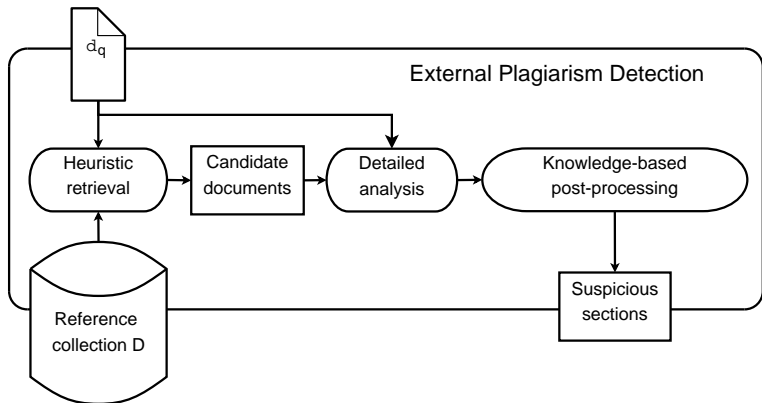 d_q
External Plagiarism Detection
Heuristic
retrieval
Candidate
documents
Detailed
analysis
Knowledge-based
post-processing
Reference
collection D
Suspicious
sections